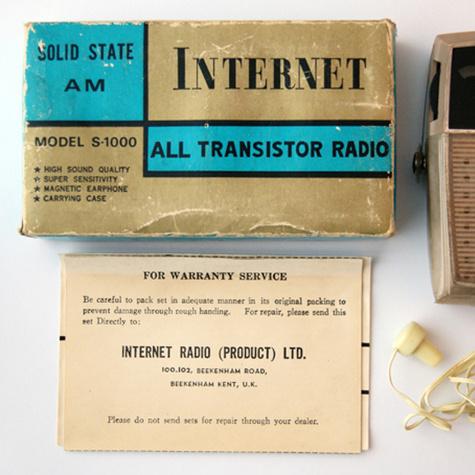 SOLID STATE
AM
INTERNET
MODEL S-1000
ALL TRANSISTOR RADIO
★ HIGH SOUND QUALITY
★ SUPER SENSITIVITY
★ MAGNETIC EARPHONE
★ CARRYING CASE
FOR WARRANTY SERVICE
Be careful to pack set in adequate manner in its original packing to
prevent damage through rough handing. For repair, please send this
set Directly to:
INTERNET RADIO (PRODUCT) LTD.
100.102, BEEKENHAM ROAD,
BEEKENHAM KENT, U.K.
Please do not send sets for repair through your dealer.